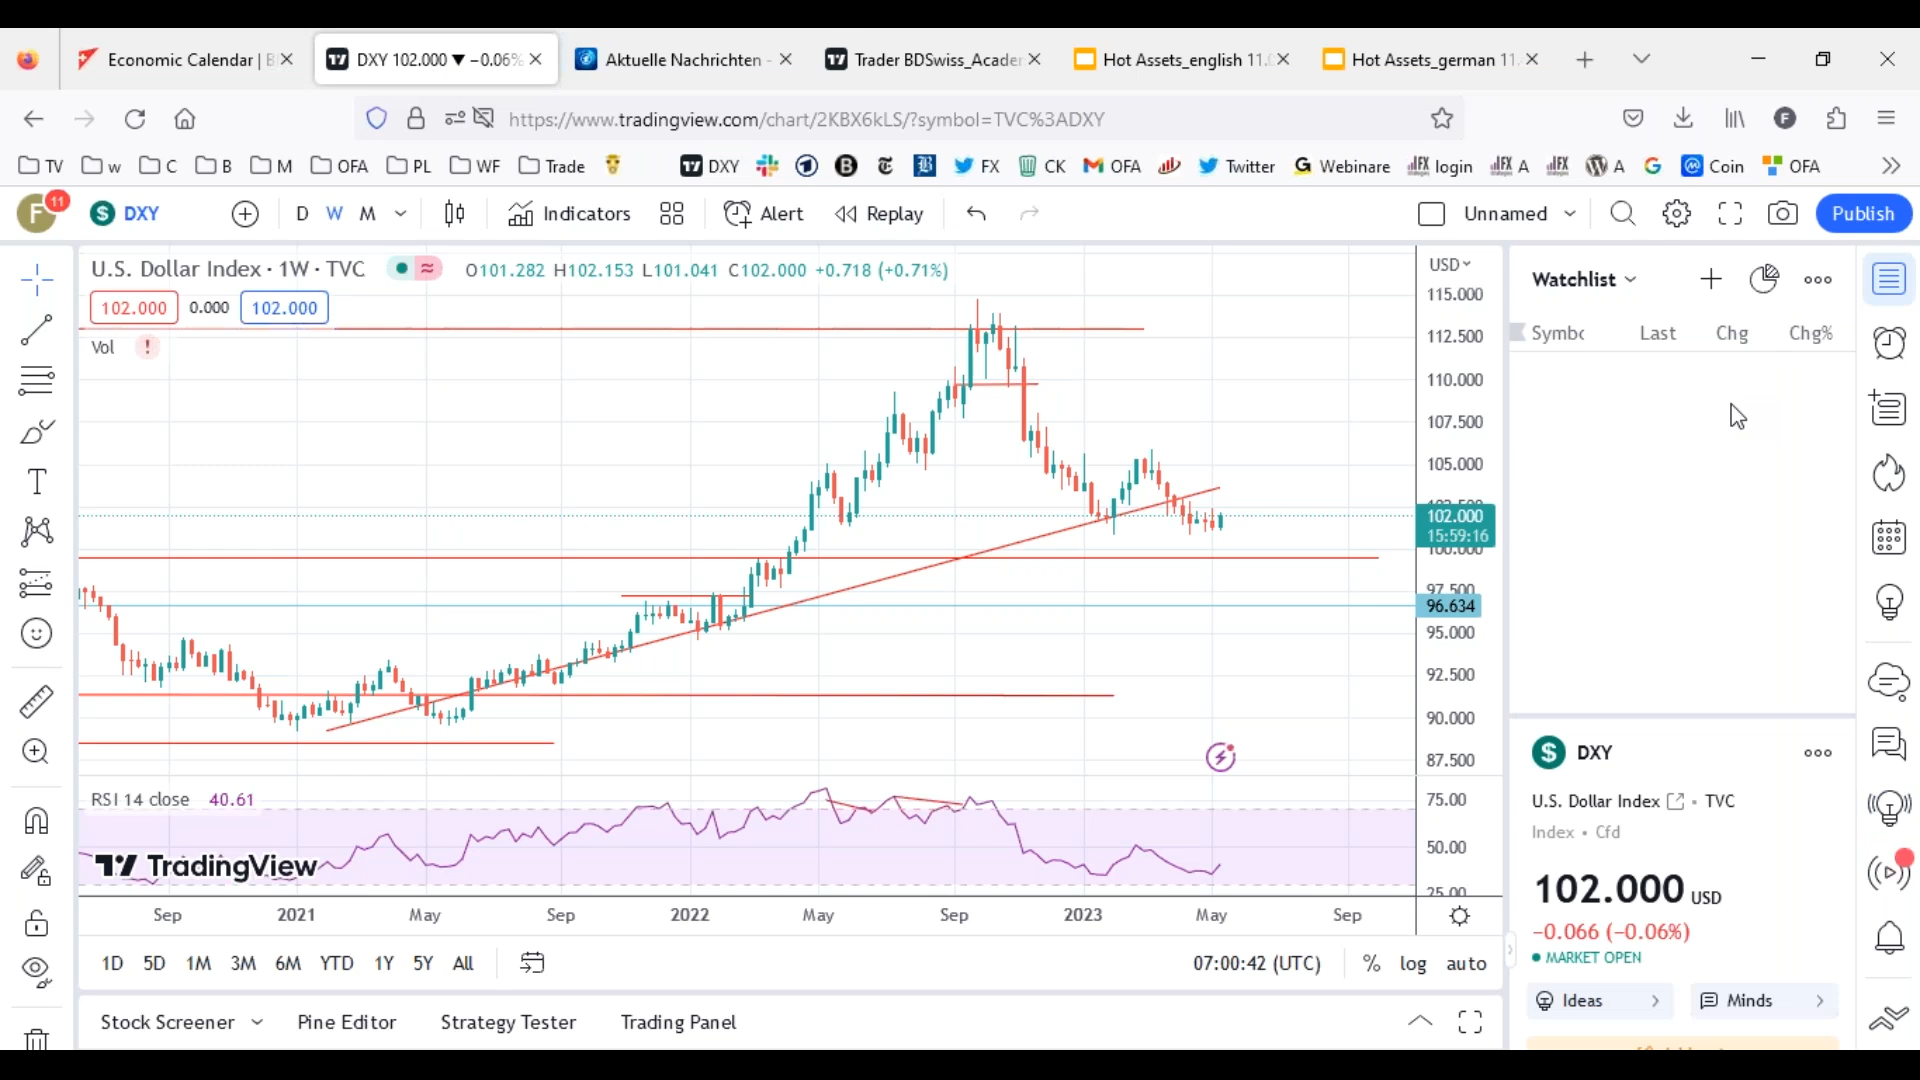 Economic Calendar | B
DXY 102.000 ▼ −0.06%
Aktuelle Nachrichten -
Trader BDSwiss_Acader
Hot Assets_english 11.0
Hot Assets_german 11.
https://www.tradingview.com/chart/2KBX6kLS/?symbol=TVC%3ADXY
TV w C B M OFA PL WF Trade DXY FX CK OFA Twitter Webinare login A A Coin OFA
F 11 DXY D W M Indicators Alert Replay Unnamed Publish
U.S. Dollar Index · 1W · TVC O101.282 H102.153 L101.041 C102.000 +0.718 (+0.71%)
102.000 0.000 102.000
Vol !
USD
115.000
112.500
110.000
107.500
105.000
102.500
102.000
15:59:16
100.000
97.500
96.634
95.000
92.500
90.000
87.500
RSI 14 close 40.61
75.00
50.00
25.00
TradingView
Sep 2021 May Sep 2022 May Sep 2023 May Sep
1D 5D 1M 3M 6M YTD 1Y 5Y All 07:00:42 (UTC) % log auto
Stock Screener Pine Editor Strategy Tester Trading Panel
Watchlist
Symbo Last Chg Chg%
DXY
U.S. Dollar Index • TVC
Index • Cfd
102.000 USD
−0.066 (−0.06%)
MARKET OPEN
Ideas Minds